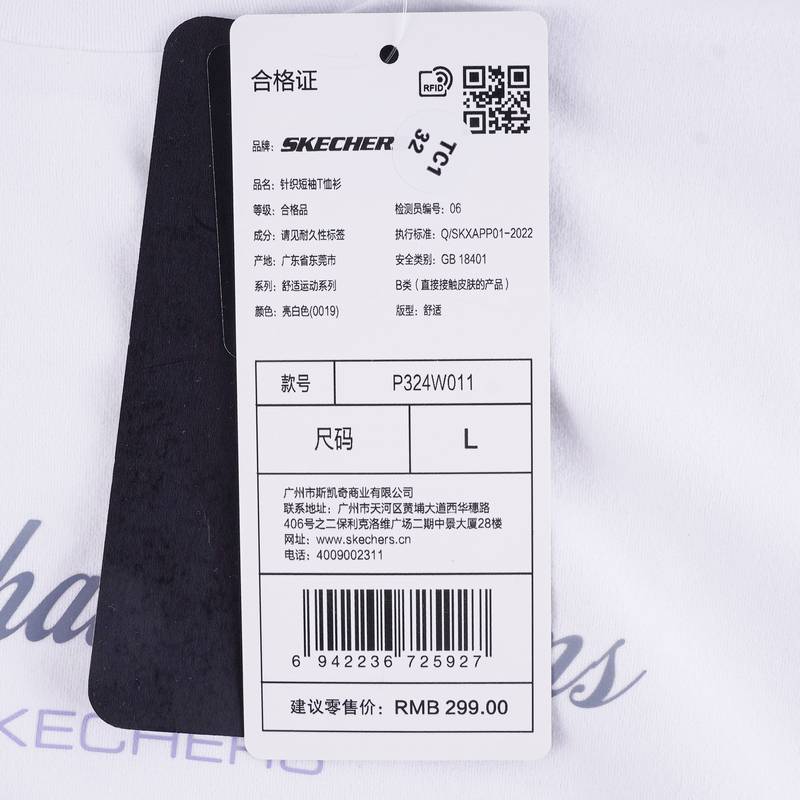 合格证
RFID
品牌: SKECHER
TC1
32
品名: 针织短袖T恤衫
等级: 合格品 检测员编号: 06
成分: 请见耐久性标签 执行标准: Q/SKXAPP01-2022
产地: 广东省东莞市 安全类别: GB 18401
系列: 舒适运动系列 B类(直接接触皮肤的产品)
颜色: 亮白色(0019) 版型: 舒适
款号 P324W011
尺码 L
广州市斯凯奇商业有限公司
联系地址: 广州市天河区黄埔大道西华穗路
406号之二保利克洛维广场二期中景大厦28楼
网址: www.skechers.cn
电话: 4009002311
6 942236 725927
建议零售价: RMB 299.00
SKECHERS